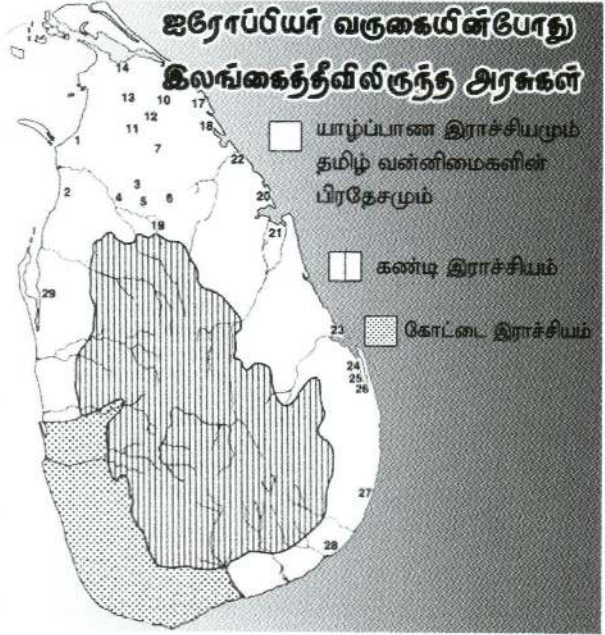 ஐரோப்பியர் வருகையின்போது
இலங்கைத்தீவிலிருந்த அரசுகள்
யாழ்ப்பாண இராச்சியமும்
தமிழ் வன்னிமைகளின்
பிரதேசமும்
கண்டி இராச்சியம்
கோட்டை இராச்சியம்
14
13 10 17
12
11 18
1
7
22
3
2 4 5 6 20
19
21
29
23
24
25
26
27
28